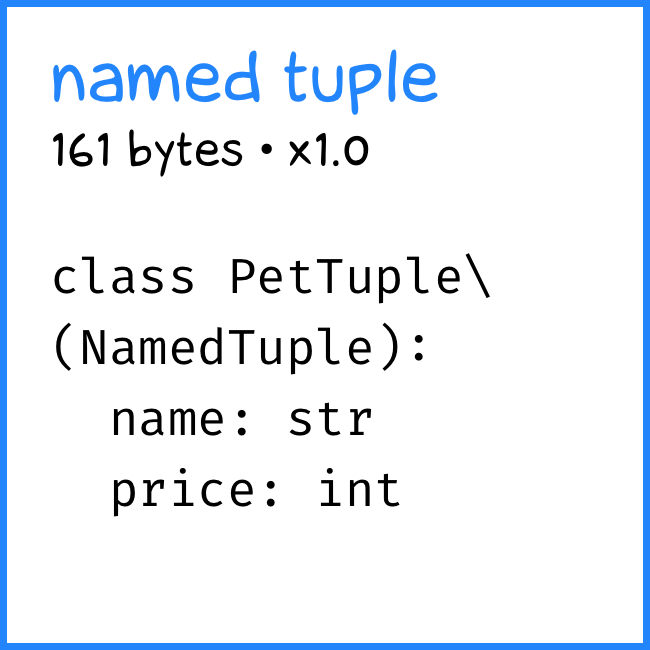 named tuple
161 bytes • x1.0
class PetTuple\
(NamedTuple):
  name: str
  price: int